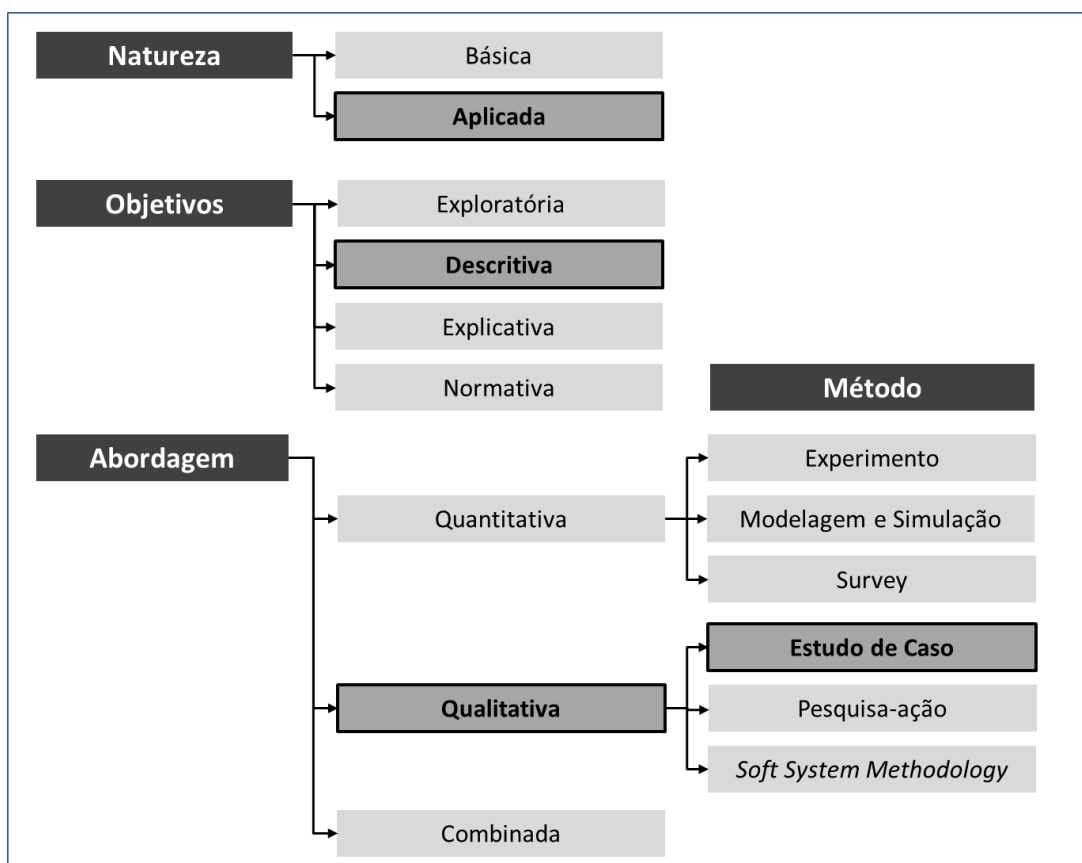 Natureza
Básica
Aplicada
Objetivos
Exploratória
Descritiva
Explicativa
Normativa
Método
Abordagem
Experimento
Quantitativa
Modelagem e Simulação
Survey
Estudo de Caso
Qualitativa
Pesquisa-ação
Soft System Methodology
Combinada